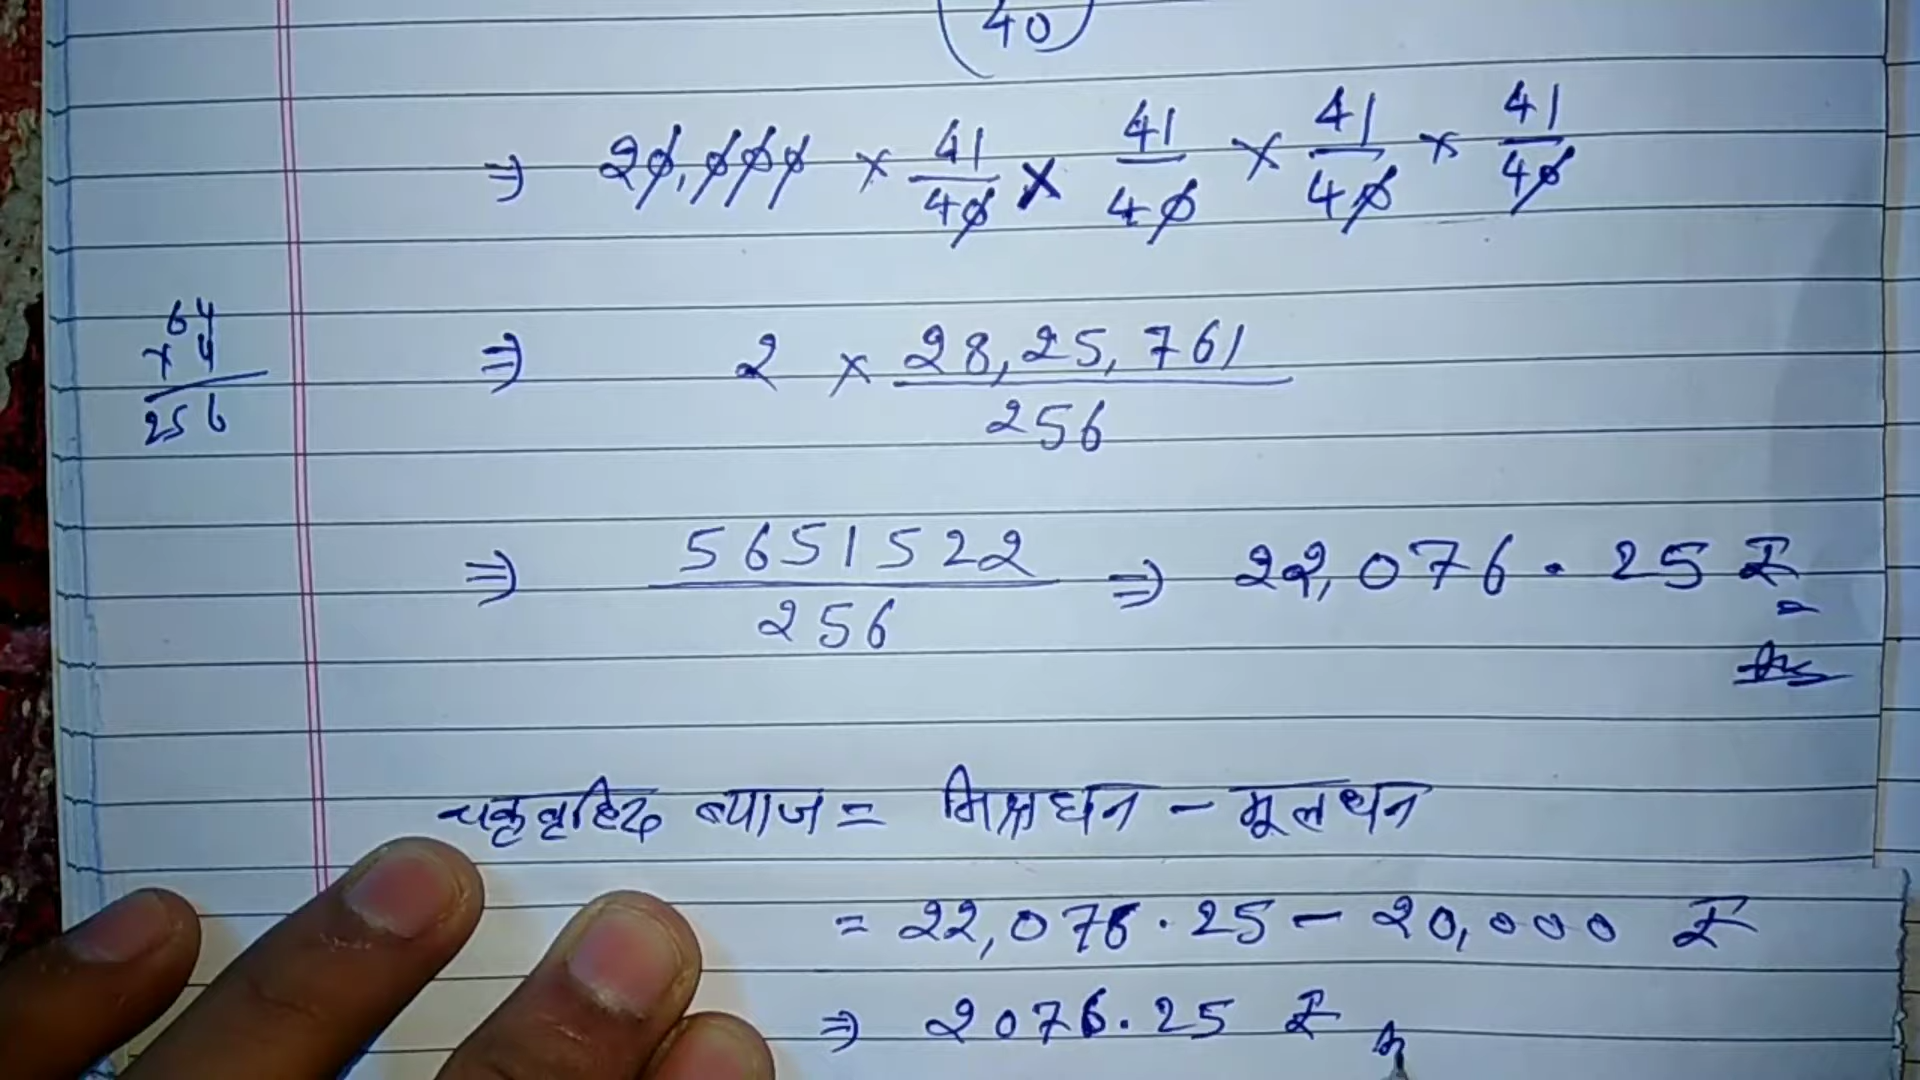 40
⇒ 20,000 × 41/40 × 41/40 × 41/40 × 41/40
64
× 4
256
⇒ 2 × 28,25,761/256
⇒ 5651522/256 ⇒ 22,076.25 ₹
Ans
चक्रवृद्धि ब्याज = मिश्रधन - मूलधन
= 22,076.25 - 20,000 ₹
⇒ 2076.25 ₹